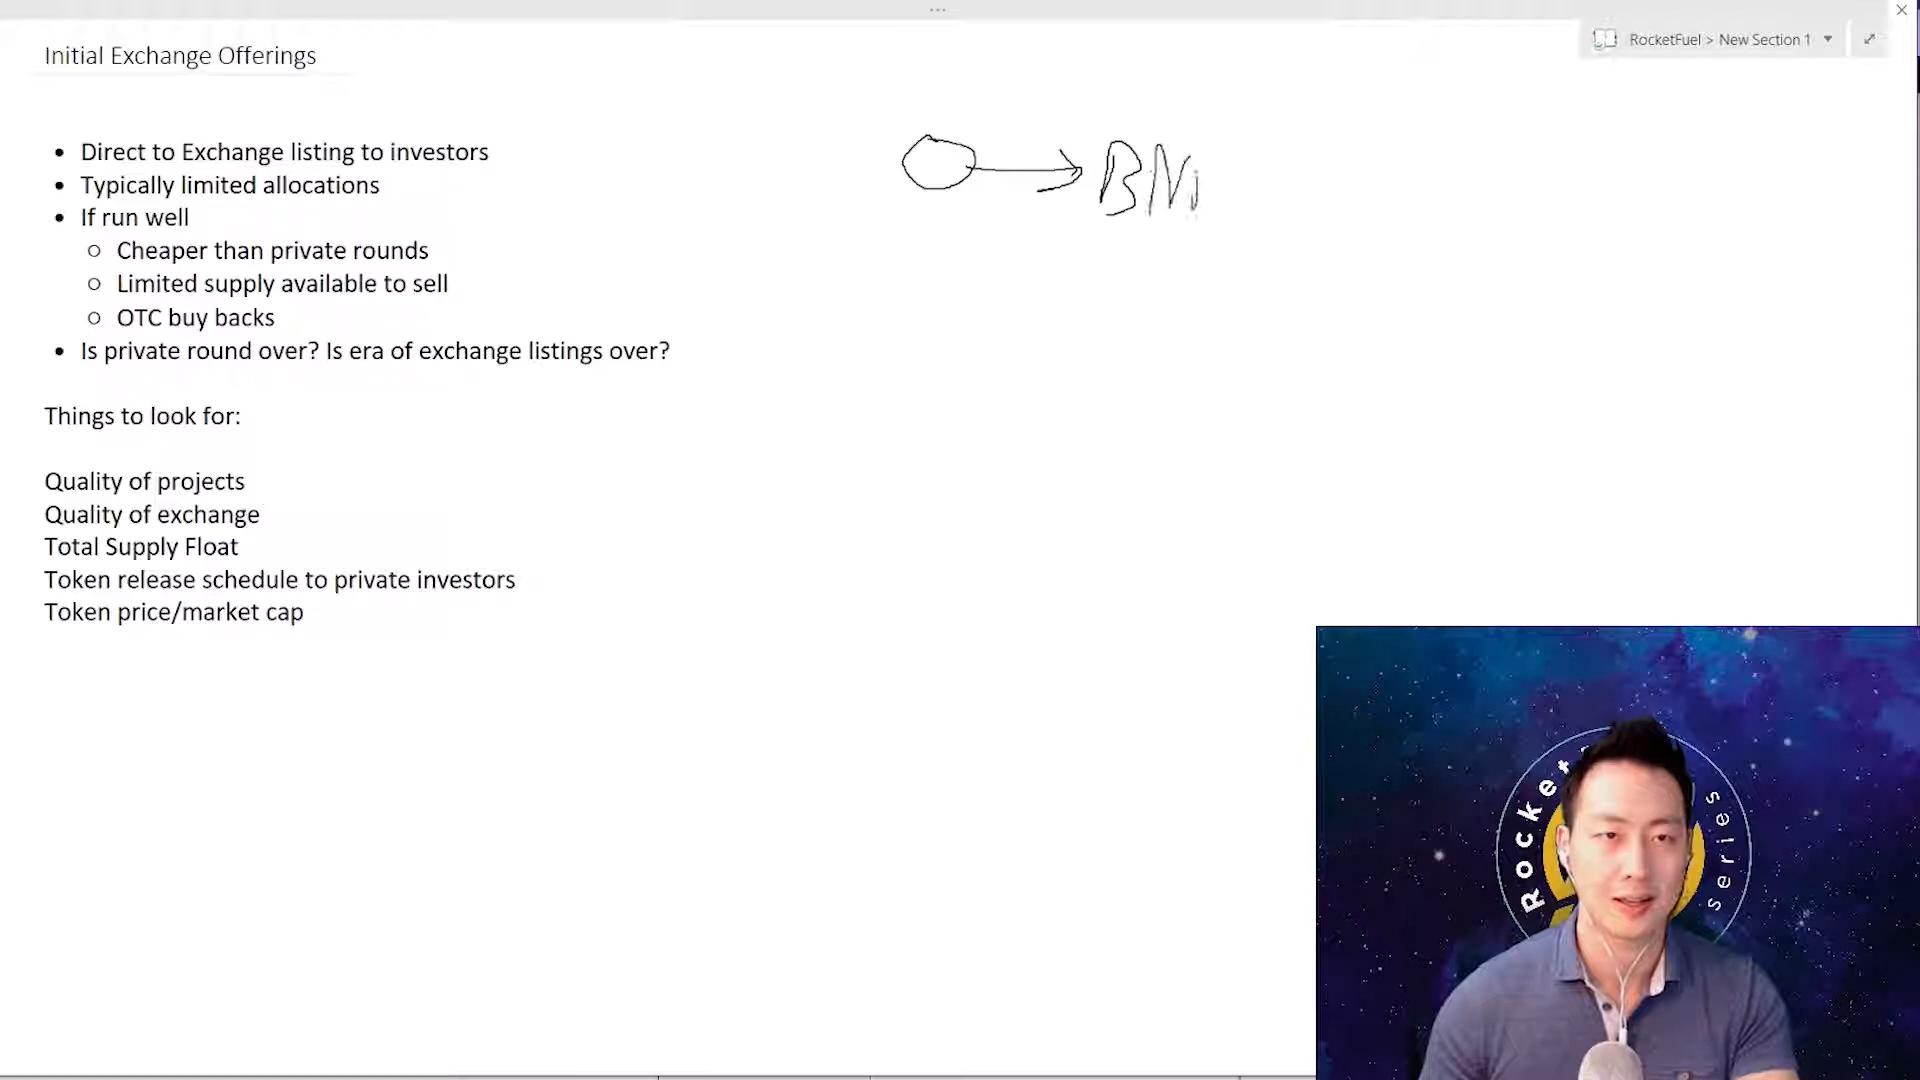 Initial Exchange Offerings
RocketFuel > New Section 1
• Direct to Exchange listing to investors
• Typically limited allocations
• If run well
○ Cheaper than private rounds
○ Limited supply available to sell
○ OTC buy backs
• Is private round over? Is era of exchange listings over?
Things to look for:
Quality of projects
Quality of exchange
Total Supply Float
Token release schedule to private investors
Token price/market cap
series